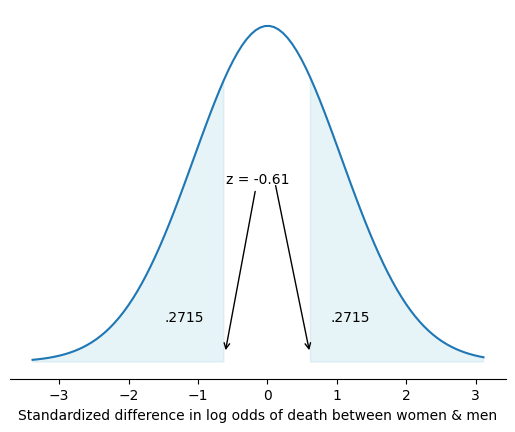 z = -0.61
.2715 .2715
−3 −2 −1 0 1 2 3
Standardized difference in log odds of death between women & men